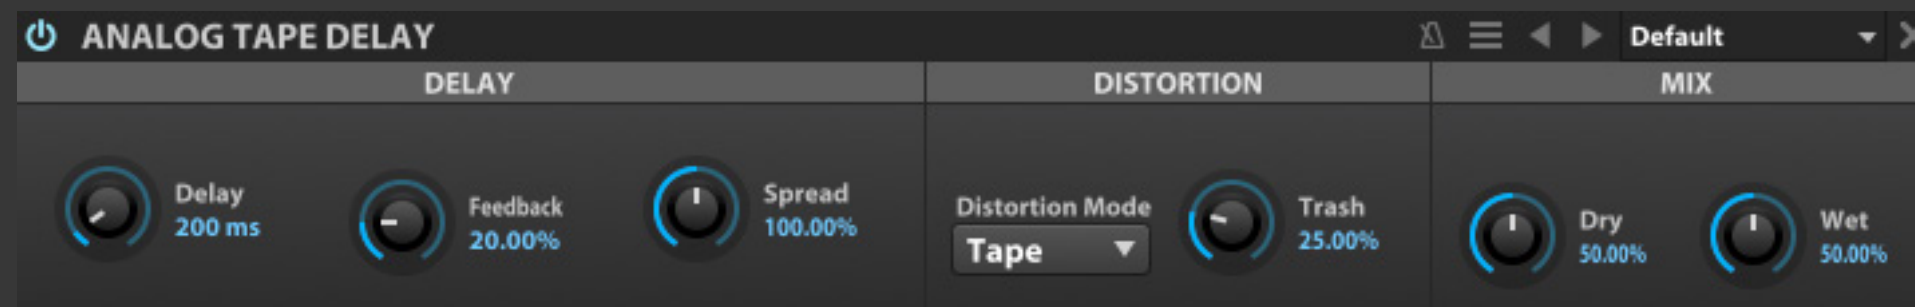 ANALOG TAPE DELAY
Default
DELAY
DISTORTION
MIX
Delay
200 ms
Feedback
20.00%
Spread
100.00%
Distortion Mode
Tape
Trash
25.00%
Dry
50.00%
Wet
50.00%